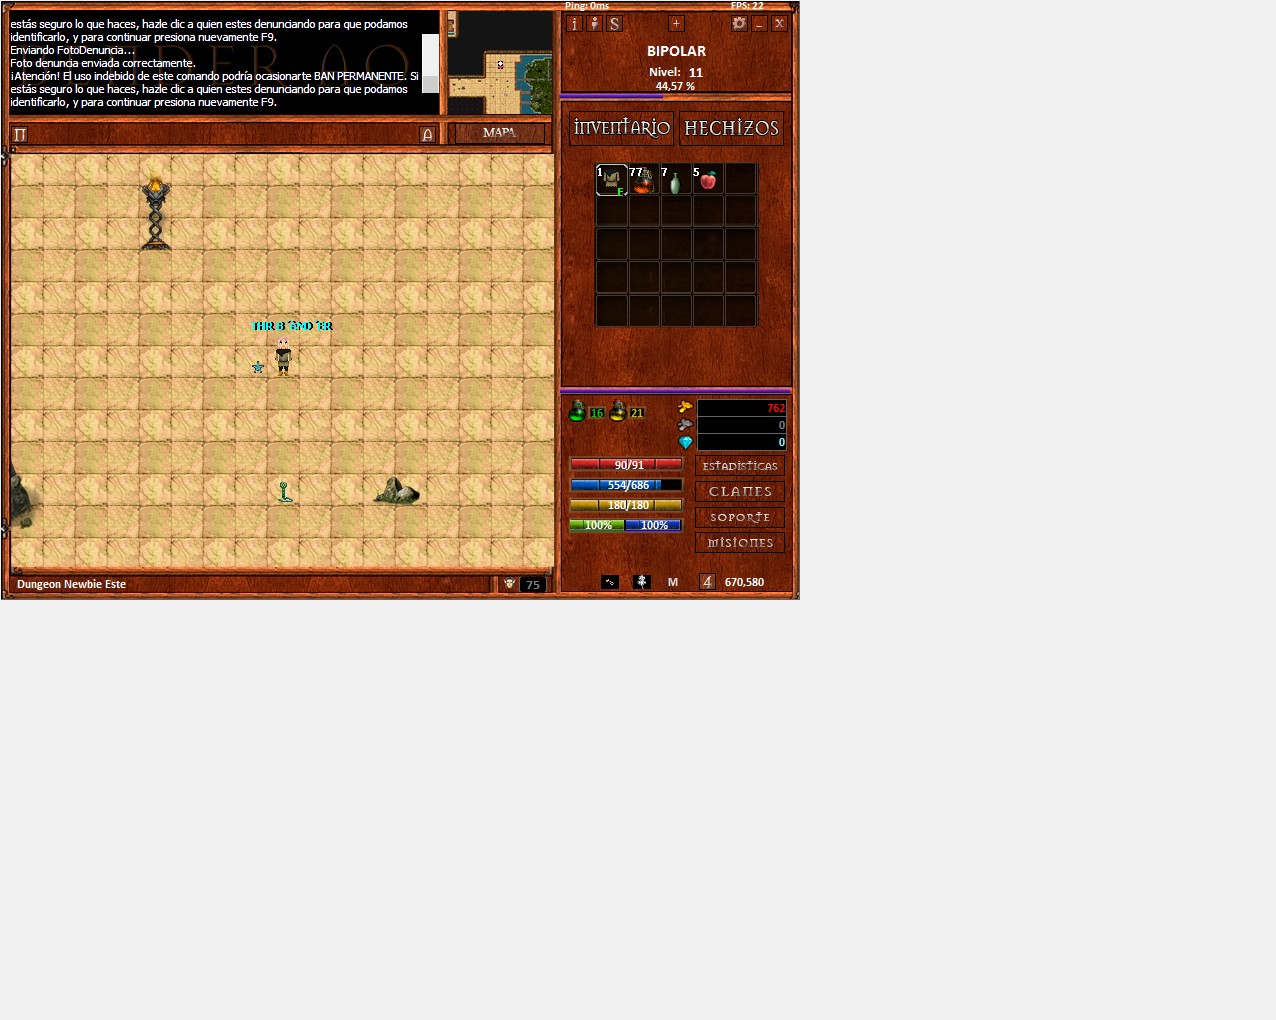 Ping: 0ms
FPS: 22
estás seguro lo que haces, hazle clic a quien estes denunciando para que podamos
identificarlo, y para continuar presiona nuevamente F9.
Enviando FotoDenuncia...
Foto denuncia enviada correctamente.
¡Atención! El uso indebido de este comando podría ocasionarte BAN PERMANENTE. Si
estás seguro lo que haces, hazle clic a quien estes denunciando para que podamos
identificarlo, y para continuar presiona nuevamente F9.
i
S
+
_
X
BIPOLAR
Nivel: 11
44,57 %
A
MAPA
INVENTARIO
HECHIZOS
1
E
77
7
5
16
21
762
0
0
90/91
554/686
180/180
100%
100%
ESTADÍSTICAS
CLANES
SOPORTE
MISIONES
Dungeon Newbie Este
75
M
4
670,580